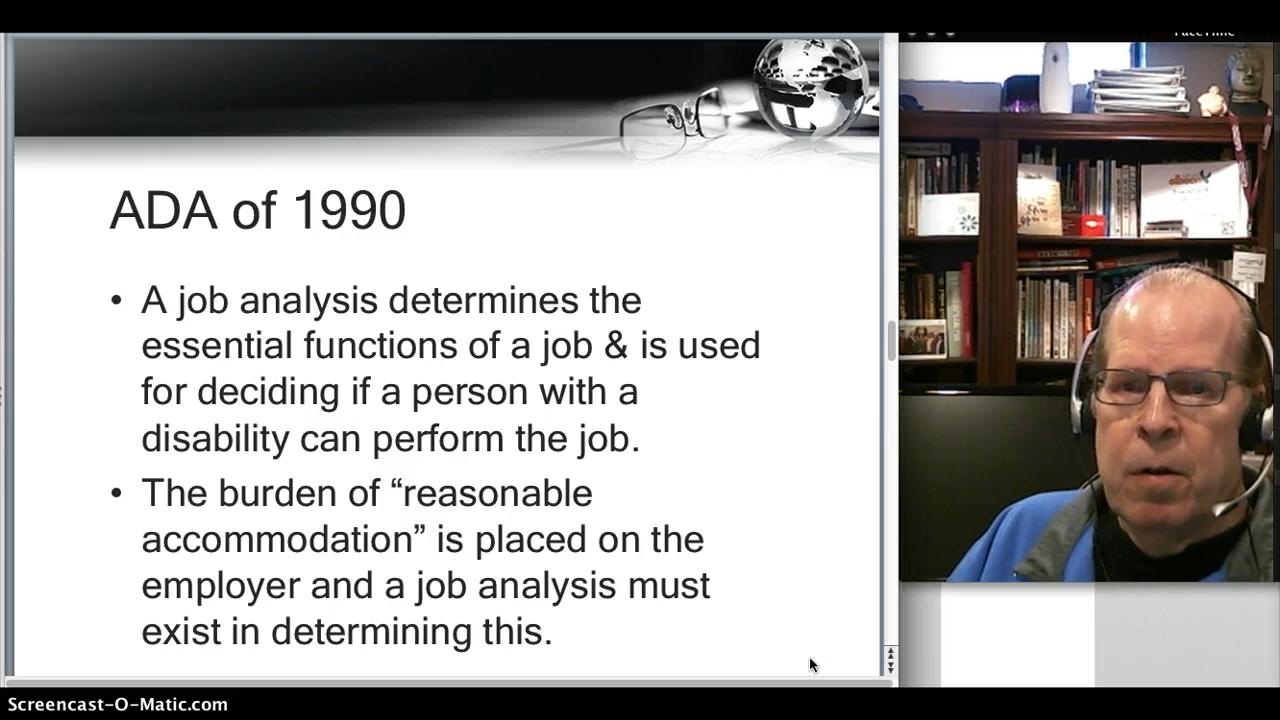 ADA of 1990
• A job analysis determines the
essential functions of a job & is used
for deciding if a person with a
disability can perform the job.
• The burden of “reasonable
accommodation” is placed on the
employer and a job analysis must
exist in determining this.
Screencast-O-Matic.com